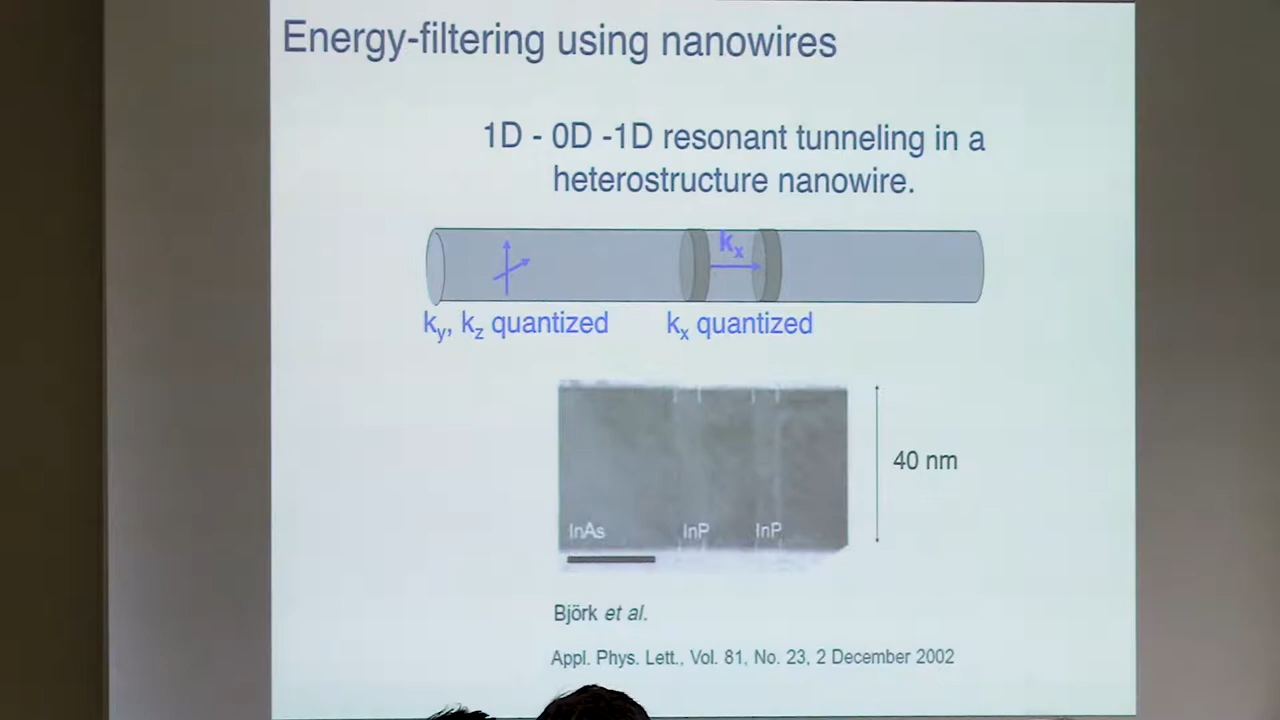 Energy-filtering using nanowires
1D - 0D -1D resonant tunneling in a
heterostructure nanowire.
kx
ky, kz quantized
kx quantized
40 nm
InAs
InP
InP
Björk et al.
Appl. Phys. Lett., Vol. 81, No. 23, 2 December 2002